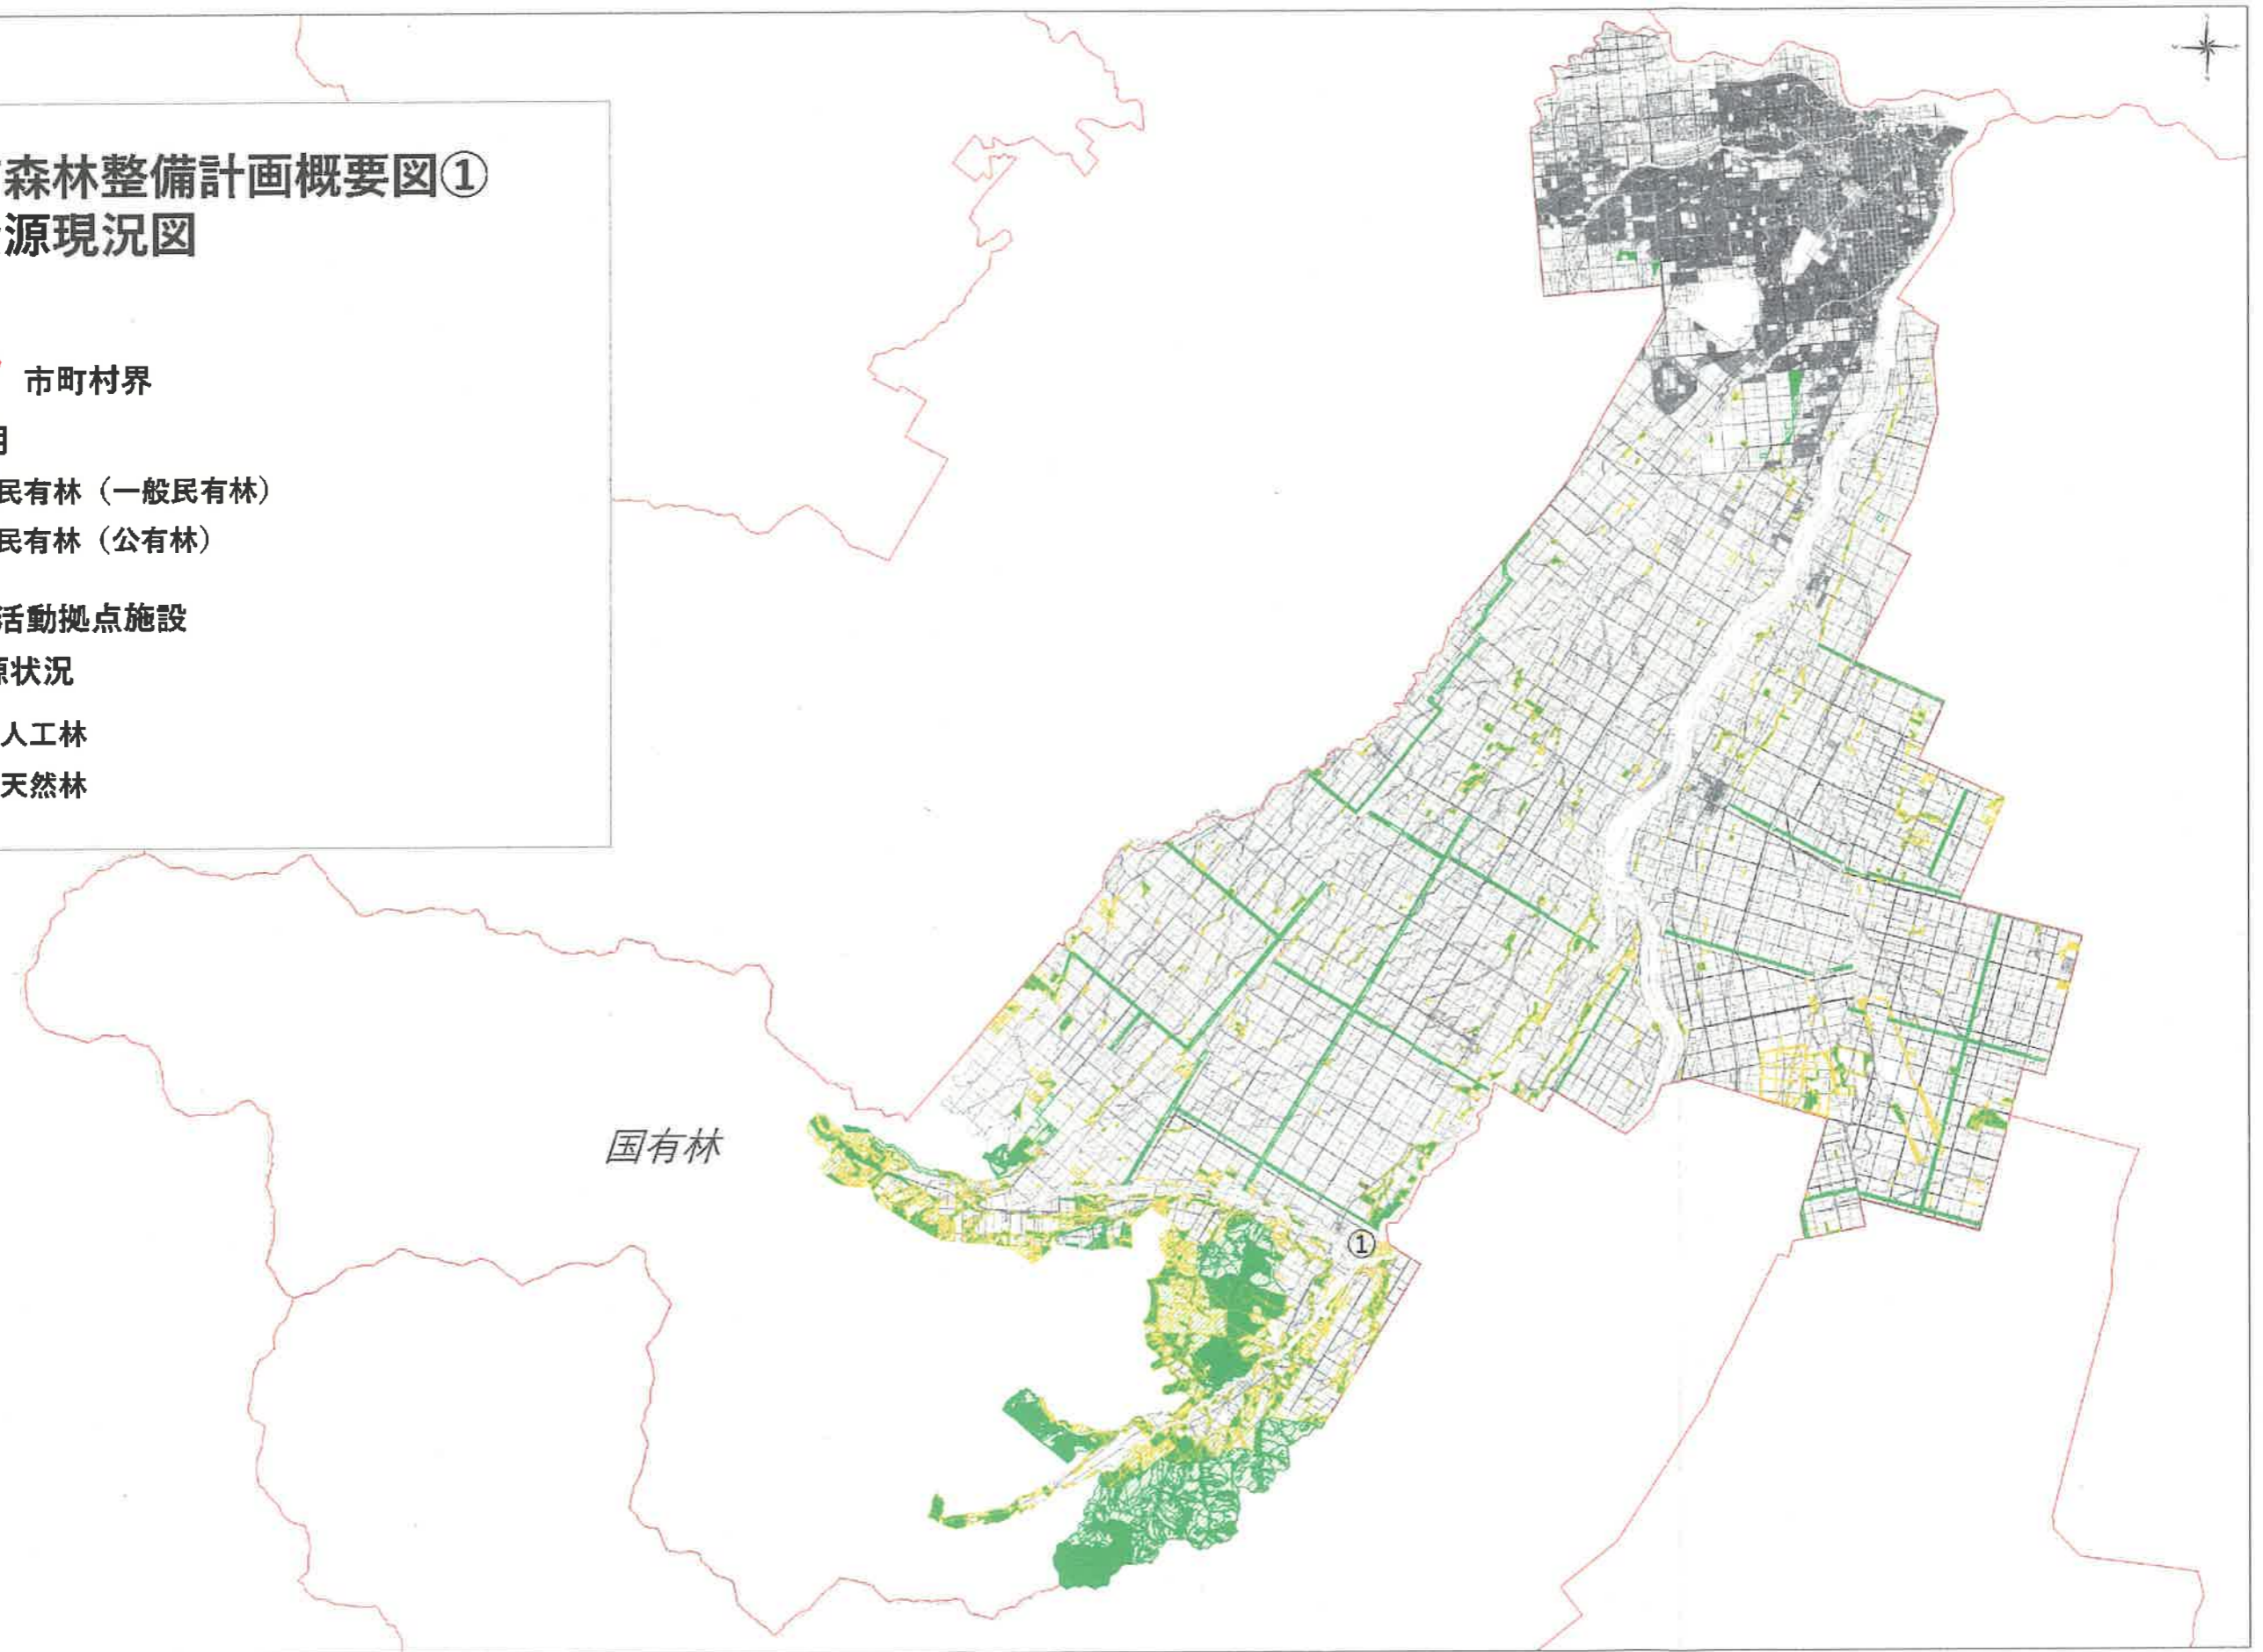 森林整備計画概要図①
源現況図
市町村界
民有林（一般民有林）
民有林（公有林）
活動拠点施設
状況
人工林
天然林
国有林
①